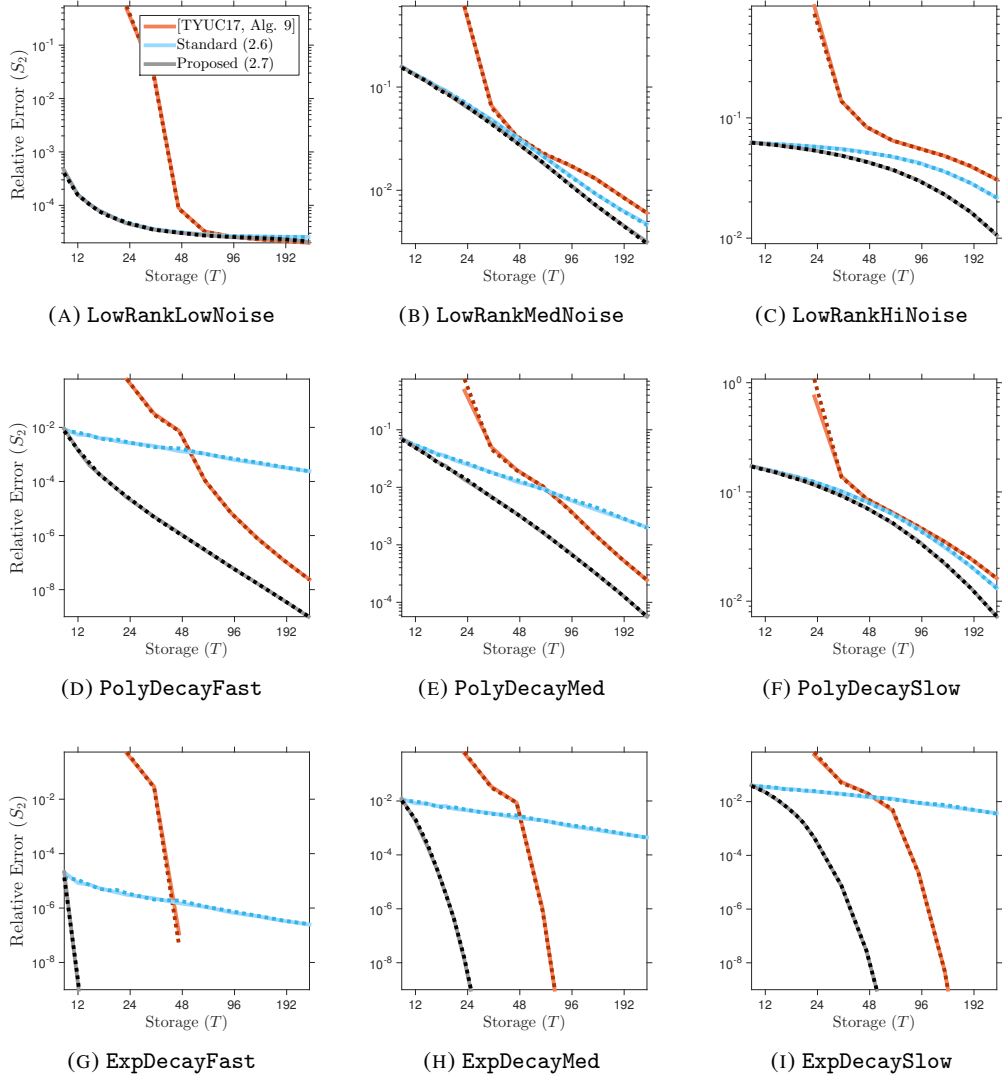 [TYUC17, Alg. 9]
Standard (2.6)
Proposed (2.7)
Relative Error (S₂)
10⁻¹
10⁻²
10⁻³
10⁻⁴
12 24 48 96 192
Storage (T)
(A) LowRankLowNoise
10⁻¹
10⁻²
12 24 48 96 192
Storage (T)
(B) LowRankMedNoise
10⁻¹
10⁻²
12 24 48 96 192
Storage (T)
(C) LowRankHiNoise
Relative Error (S₂)
10⁻²
10⁻⁴
10⁻⁶
10⁻⁸
12 24 48 96 192
Storage (T)
(D) PolyDecayFast
10⁻¹
10⁻²
10⁻³
10⁻⁴
12 24 48 96 192
Storage (T)
(E) PolyDecayMed
10⁰
10⁻¹
10⁻²
12 24 48 96 192
Storage (T)
(F) PolyDecaySlow
Relative Error (S₂)
10⁻²
10⁻⁴
10⁻⁶
10⁻⁸
12 24 48 96 192
Storage (T)
(G) ExpDecayFast
10⁻²
10⁻⁴
10⁻⁶
10⁻⁸
12 24 48 96 192
Storage (T)
(H) ExpDecayMed
10⁻²
10⁻⁴
10⁻⁶
10⁻⁸
12 24 48 96 192
Storage (T)
(I) ExpDecaySlow